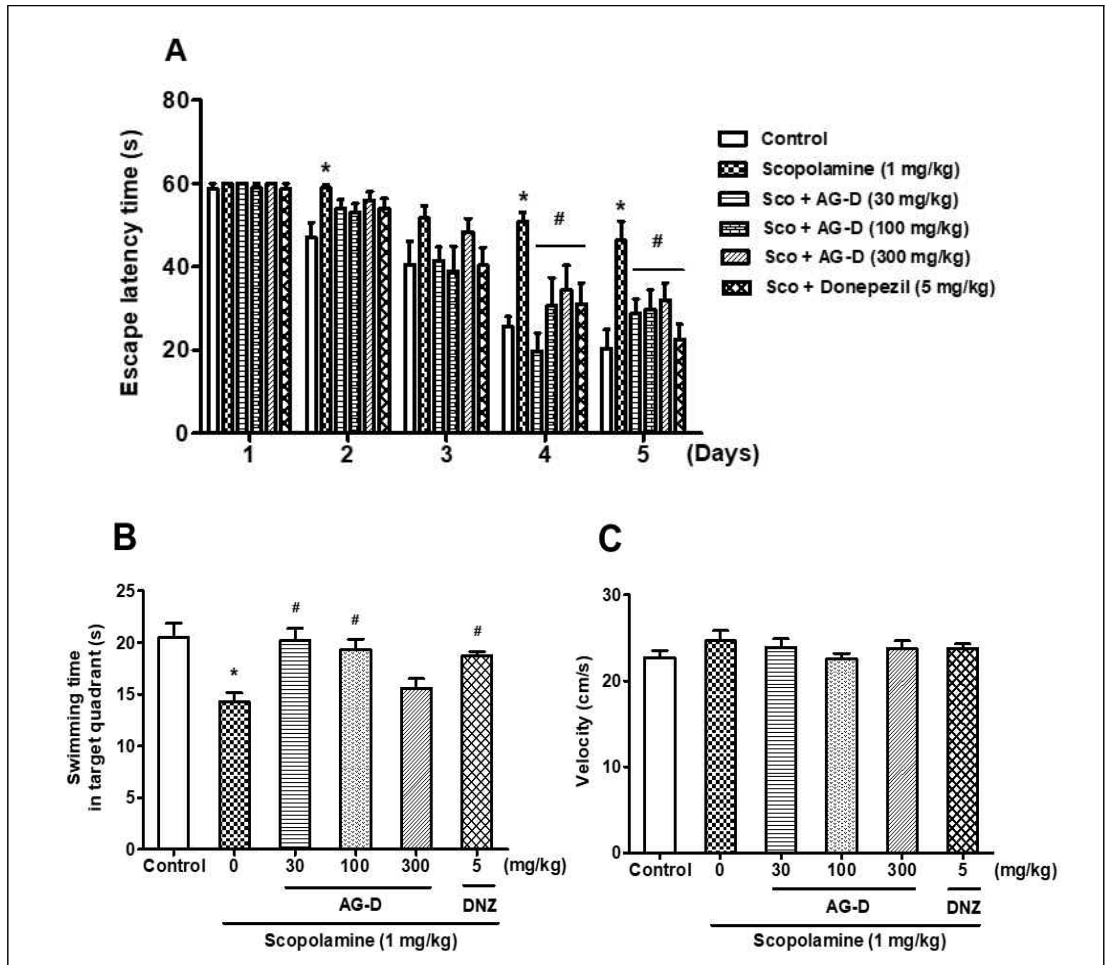 A
Escape latency time (s)
80
60
40
20
0
*
*
#
*
#
1 2 3 4 5 (Days)
Control
Scopolamine (1 mg/kg)
Sco + AG-D (30 mg/kg)
Sco + AG-D (100 mg/kg)
Sco + AG-D (300 mg/kg)
Sco + Donepezil (5 mg/kg)
B
Swimming time
in target quadrant (s)
25
20
15
10
5
0
*
#
#
#
Control 0 30 100 300 5 (mg/kg)
AG-D DNZ
Scopolamine (1 mg/kg)
C
Velocity (cm/s)
30
20
10
0
Control 0 30 100 300 5 (mg/kg)
AG-D DNZ
Scopolamine (1 mg/kg)